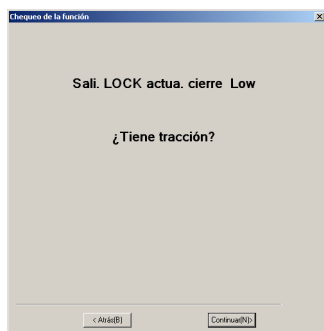 Chequeo de la función
Sali. LOCK actua. cierre Low
¿Tiene tracción?
< Atrás(B)
Continuar(N)>